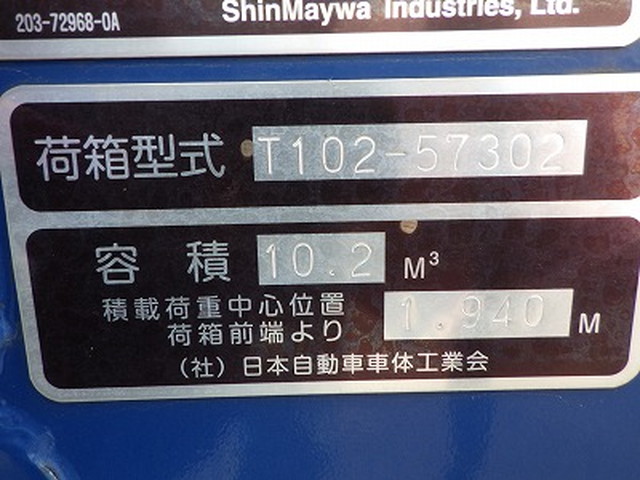 203-72968-0A
ShinMaywa Industries, Ltd.
荷箱型式 T102-57302
容 積 10.2 M³
積載荷重中心位置
荷箱前端より 1.940 M
（社）日本自動車車体工業会